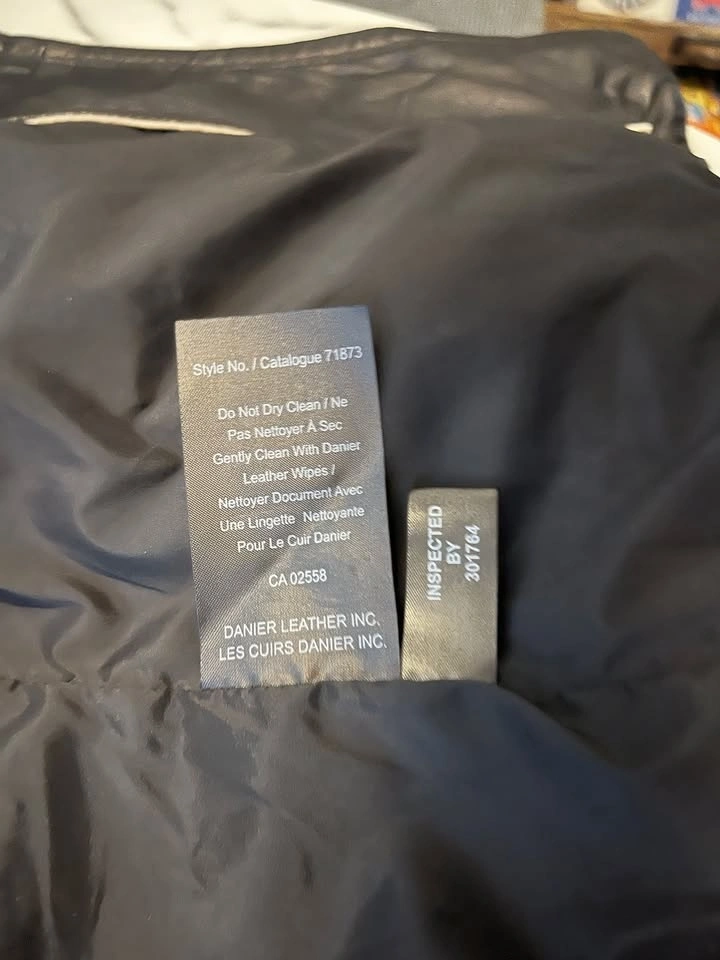 Style No. / Catalogue 71873
Do Not Dry Clean / Ne
Pas Nettoyer À Sec
Gently Clean With Danier
Leather Wipes /
Nettoyer Document Avec
Une Lingette Nettoyante
Pour Le Cuir Danier
CA 02558
DANIER LEATHER INC.
LES CUIRS DANIER INC.
INSPECTED
BY
301764